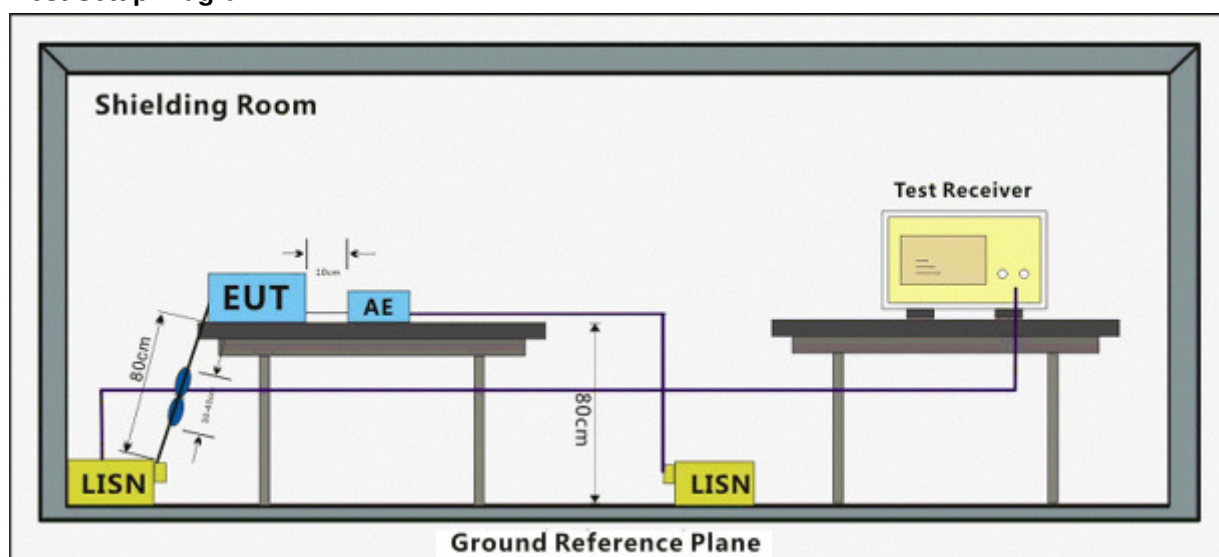 Shielding Room
Test Receiver
10cm
EUT
AE
80cm
80cm
LISN
LISN
Ground Reference Plane